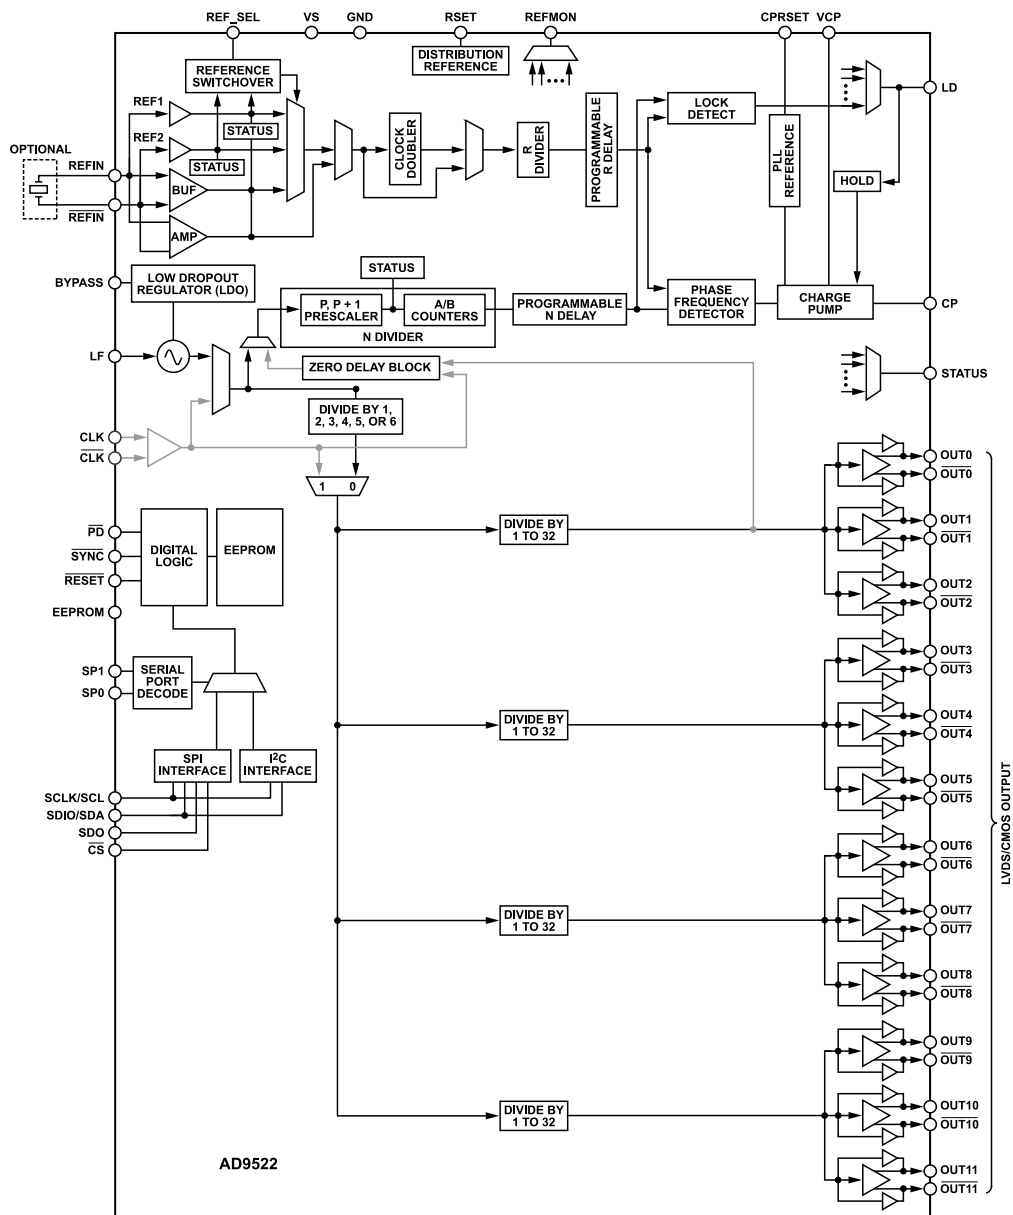 REF_SEL VS GND RSET REFMON CPRSET VCP
DISTRIBUTION
REFERENCE
REFERENCE
SWITCHOVER
LD
REF1
STATUS
REF2
STATUS
LOCK
DETECT
OPTIONAL
REFIN
REFIN
BUF
AMP
CLOCK
DOUBLER
R
DIVIDER
PROGRAMMABLE
R DELAY
PLL
REFERENCE
HOLD
BYPASS
LOW DROPOUT
REGULATOR (LDO)
STATUS
P, P + 1
PRESCALER
A/B
COUNTERS
N DIVIDER
PROGRAMMABLE
N DELAY
PHASE
FREQUENCY
DETECTOR
CHARGE
PUMP
CP
LF
ZERO DELAY BLOCK
STATUS
DIVIDE BY 1,
2, 3, 4, 5, OR 6
CLK
CLK
1 0
OUT0
OUT0
PD
SYNC
RESET
EEPROM
DIGITAL
LOGIC
EEPROM
DIVIDE BY
1 TO 32
OUT1
OUT1
OUT2
OUT2
SP1
SP0
SERIAL
PORT
DECODE
OUT3
OUT3
DIVIDE BY
1 TO 32
OUT4
OUT4
SPI
INTERFACE
I2C
INTERFACE
OUT5
OUT5
SCLK/SCL
SDIO/SDA
SDO
CS
LVDS/CMOS OUTPUT
OUT6
OUT6
DIVIDE BY
1 TO 32
OUT7
OUT7
OUT8
OUT8
OUT9
OUT9
DIVIDE BY
1 TO 32
OUT10
OUT10
AD9522
OUT11
OUT11